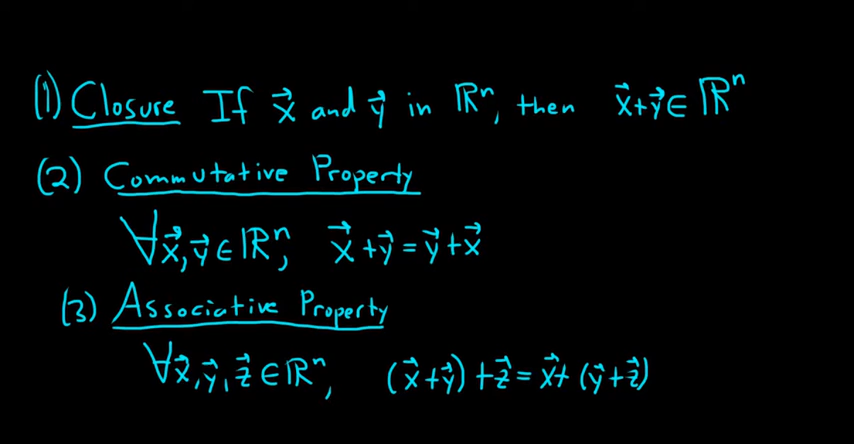 (1) Closure If x⃗ and y⃗ in ℝⁿ, then x⃗+y⃗ ∈ ℝⁿ
(2) Commutative Property
∀x⃗, y⃗ ∈ ℝⁿ, x⃗+y⃗ = y⃗+x⃗
(3) Associative Property
∀x⃗, y⃗, z⃗ ∈ ℝⁿ, (x⃗+y⃗)+z⃗ = x⃗+(y⃗+z⃗)